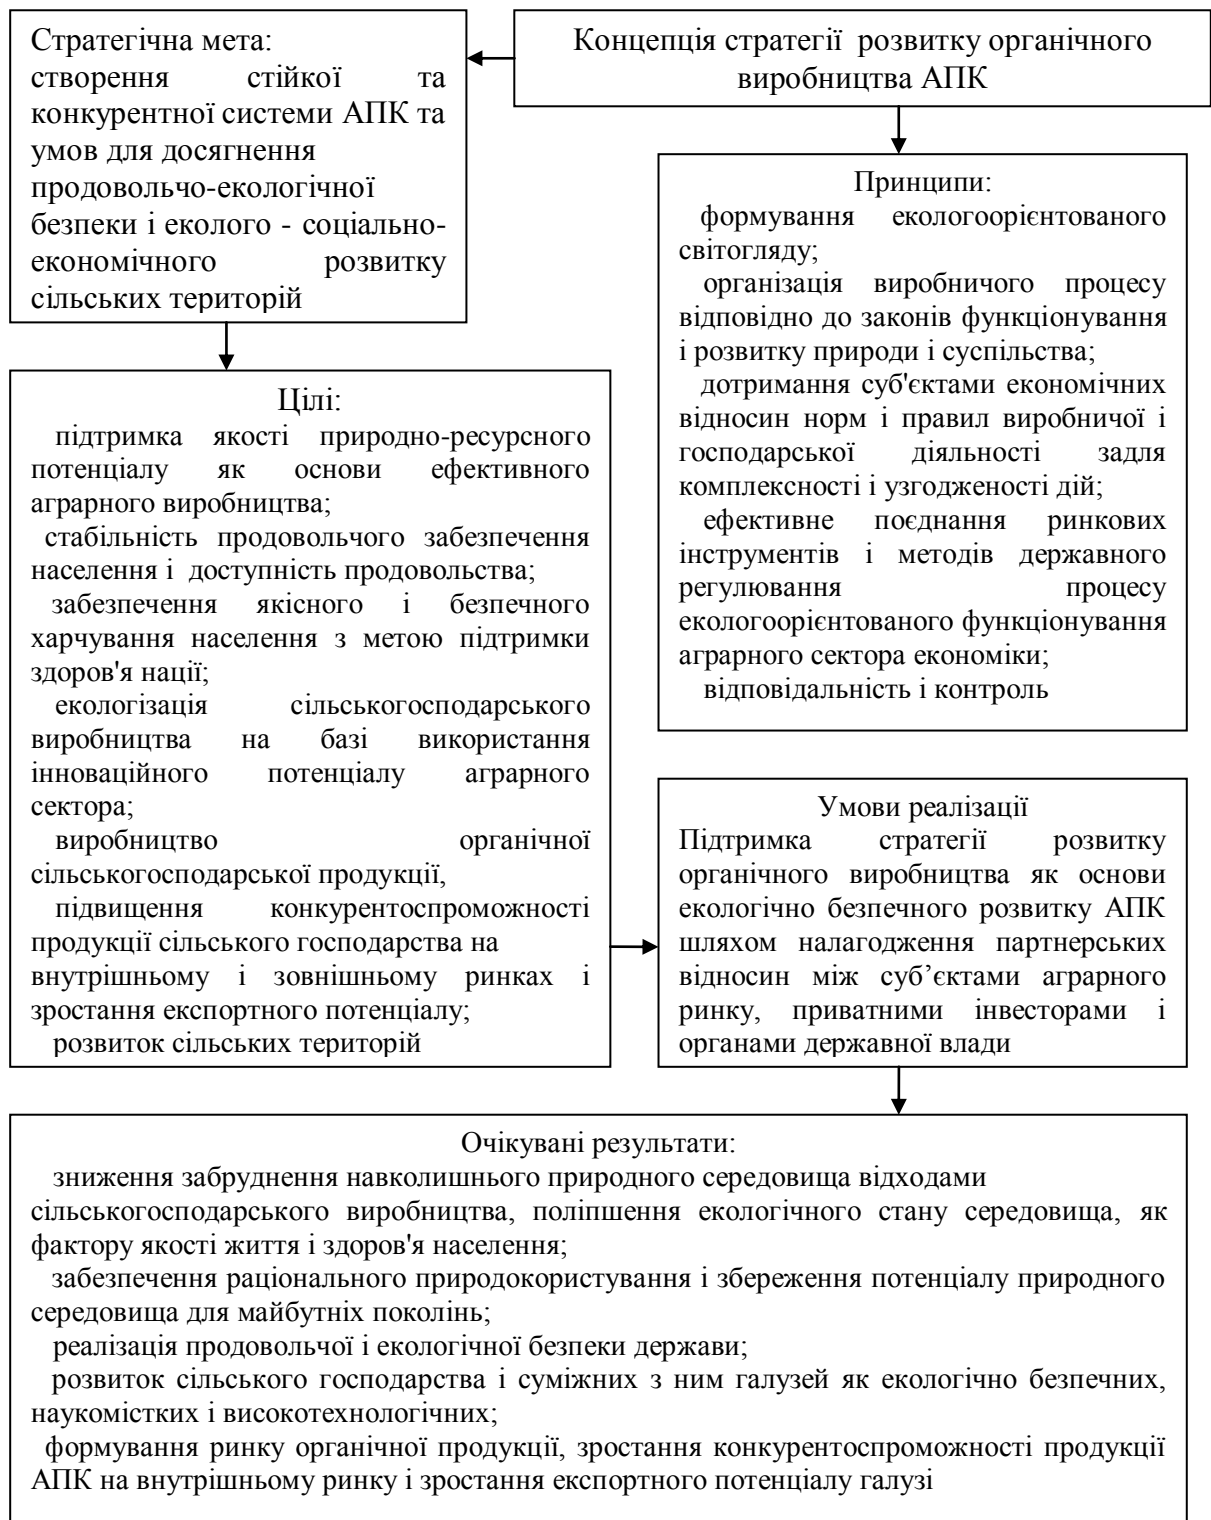 Стратегічна мета:
створення стійкої та
конкурентної системи АПК та
умов для досягнення
продовольчо-екологічної
безпеки і еколого - соціально-
економічного розвитку
сільських територій
Концепція стратегії розвитку органічного
виробництва АПК
Принципи:
формування екологоорієнтованого
світогляду;
організація виробничого процесу
відповідно до законів функціонування
і розвитку природи і суспільства;
дотримання суб'єктами економічних
відносин норм і правил виробничої і
господарської діяльності задля
комплексності і узгодженості дій;
ефективне поєднання ринкових
інструментів і методів державного
регулювання процесу
екологоорієнтованого функціонування
аграрного сектора економіки;
відповідальність і контроль
Цілі:
підтримка якості природно-ресурсного
потенціалу як основи ефективного
аграрного виробництва;
стабільність продовольчого забезпечення
населення і доступність продовольства;
забезпечення якісного і безпечного
харчування населення з метою підтримки
здоров'я нації;
екологізація сільськогосподарського
виробництва на базі використання
інноваційного потенціалу аграрного
сектора;
виробництво органічної
сільськогосподарської продукції,
підвищення конкурентоспроможності
продукції сільського господарства на
внутрішньому і зовнішньому ринках і
зростання експортного потенціалу;
розвиток сільських територій
Умови реалізації
Підтримка стратегії розвитку
органічного виробництва як основи
екологічно безпечного розвитку АПК
шляхом налагодження партнерських
відносин між суб’єктами аграрного
ринку, приватними інвесторами і
органами державної влади
Очікувані результати:
зниження забруднення навколишнього природного середовища відходами
сільськогосподарського виробництва, поліпшення екологічного стану середовища, як
фактору якості життя і здоров'я населення;
забезпечення раціонального природокористування і збереження потенціалу природного
середовища для майбутніх поколінь;
реалізація продовольчої і екологічної безпеки держави;
розвиток сільського господарства і суміжних з ним галузей як екологічно безпечних,
наукомістких і високотехнологічних;
формування ринку органічної продукції, зростання конкурентоспроможності продукції
АПК на внутрішньому ринку і зростання експортного потенціалу галузі